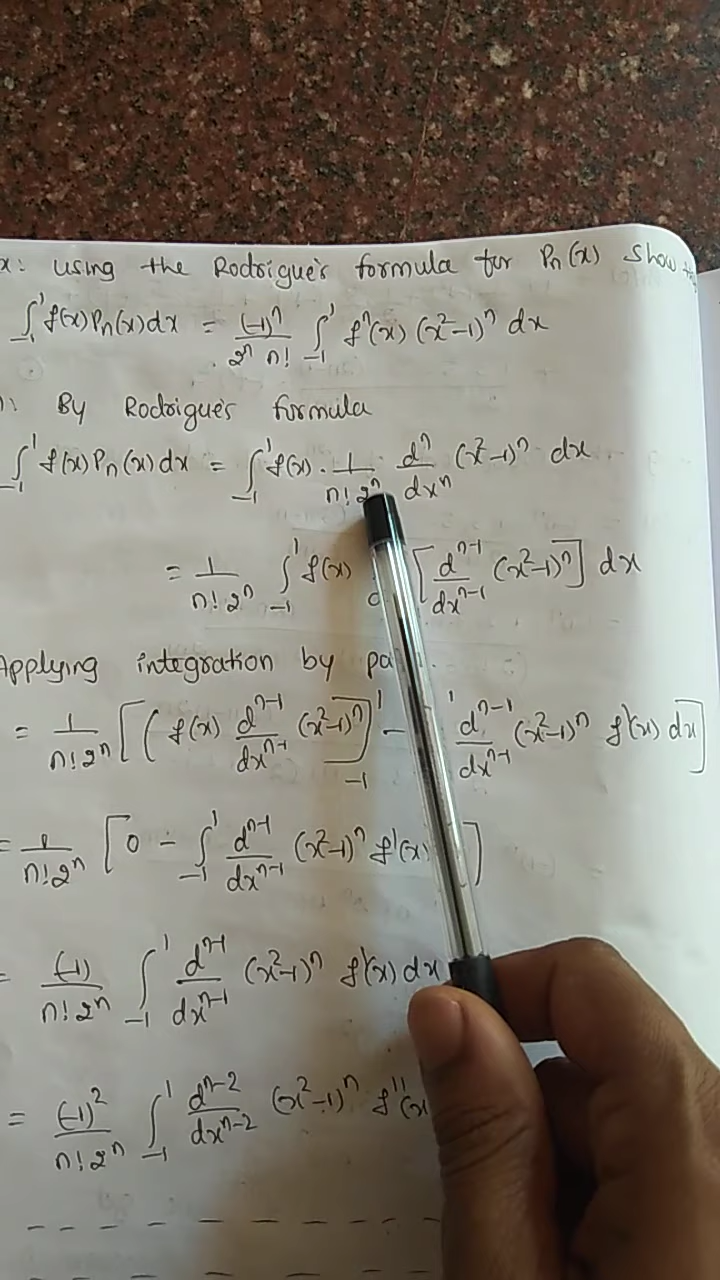 x: using the Rodrigue's formula for Pn(x) show
∫₋₁¹ f(x)Pn(x)dx = (-1)ⁿ/(2ⁿ n!) ∫₋₁¹ fⁿ(x) (x²-1)ⁿ dx
By Rodrigue's formula
∫₋₁¹ f(x)Pn(x)dx = ∫₋₁¹ f(x) · 1/(n! 2ⁿ) dⁿ/dxⁿ (x²-1)ⁿ dx
= 1/(n! 2ⁿ) ∫₋₁¹ f(x) [dⁿ⁻¹/dxⁿ⁻¹ (x²-1)ⁿ] dx
Applying integration by
= 1/(n! 2ⁿ) [(f(x) dⁿ⁻¹/dxⁿ⁻¹ (x²-1)ⁿ]₋₁¹ - ¹ dⁿ⁻¹/dxⁿ⁻¹ (x²-1)ⁿ f'(x) dx]
= 1/(n! 2ⁿ) [0 - ∫₋₁¹ dⁿ⁻¹/dxⁿ⁻¹ (x²-1)ⁿ f'(x) ]
= (-1)/(n! 2ⁿ) ∫₋₁¹ dⁿ⁻¹/dxⁿ⁻¹ (x²-1)ⁿ f'(x) dx
= (-1)²/(n! 2ⁿ) ∫₋₁¹ dⁿ⁻²/dxⁿ⁻² (x²-1)ⁿ f''(x